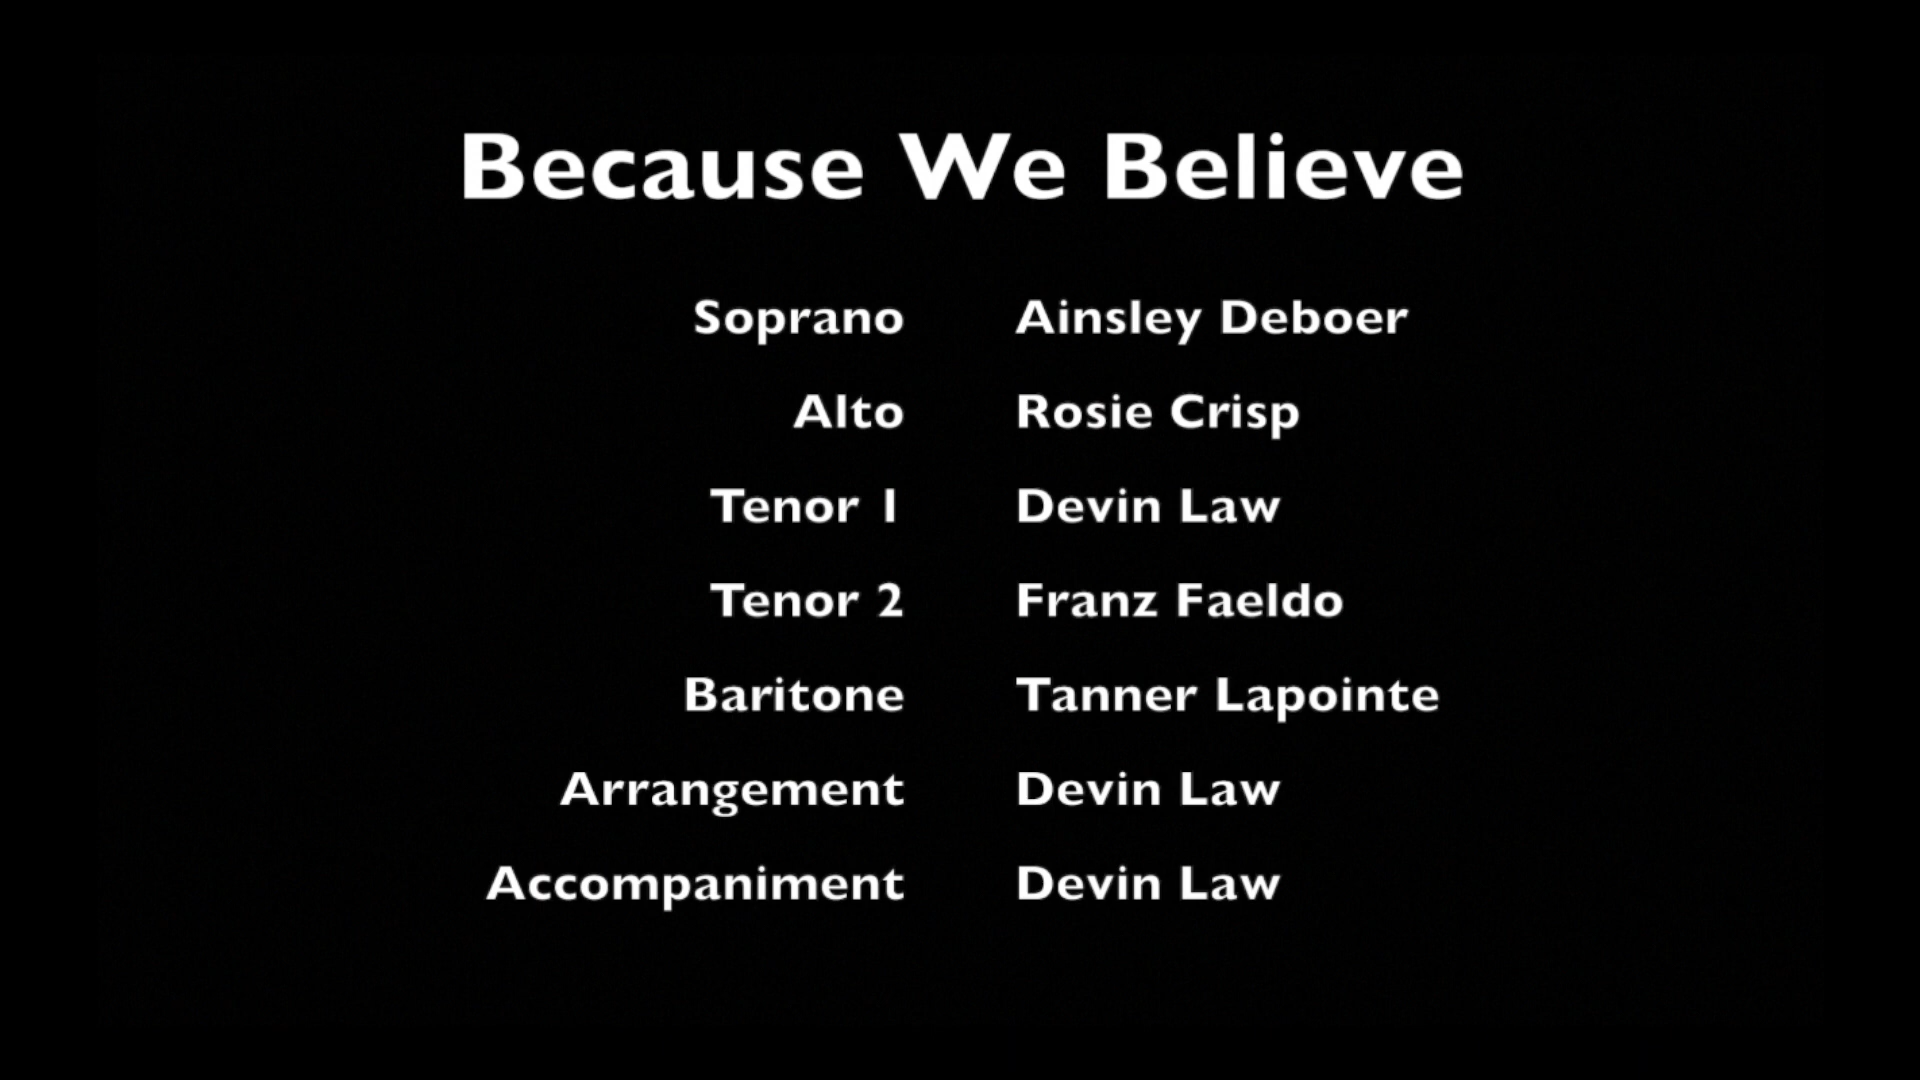 Because We Believe
Soprano Ainsley Deboer
Alto Rosie Crisp
Tenor 1 Devin Law
Tenor 2 Franz Faeldo
Baritone Tanner Lapointe
Arrangement Devin Law
Accompaniment Devin Law